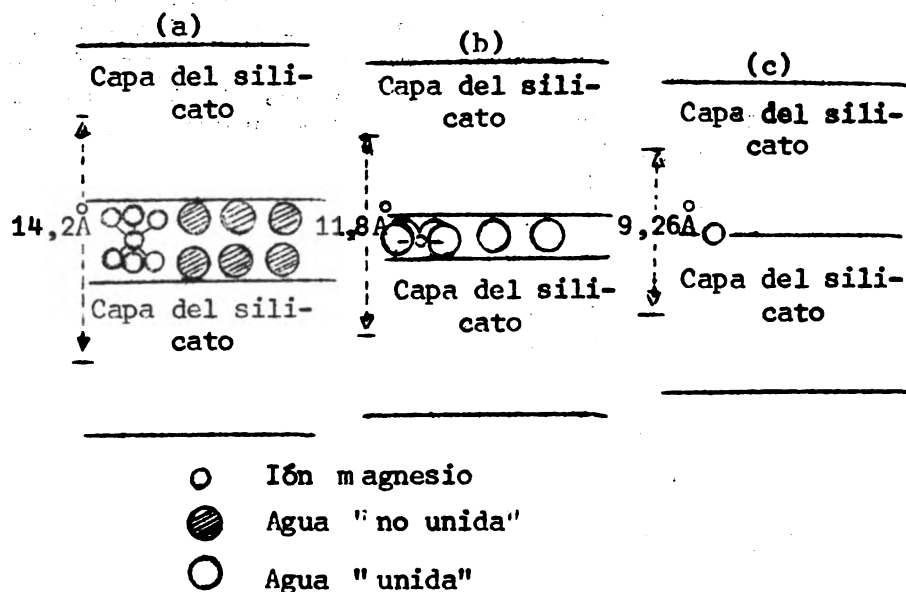 (a)
Capa del sili-
cato
14,2Å
Capa del sili-
cato
(b)
Capa del sili-
cato
11,8Å
Capa del sili-
cato
(c)
Capa del sili-
cato
9,26Å
Capa del sili-
cato
Ión magnesio
Agua "no unida"
Agua "unida"